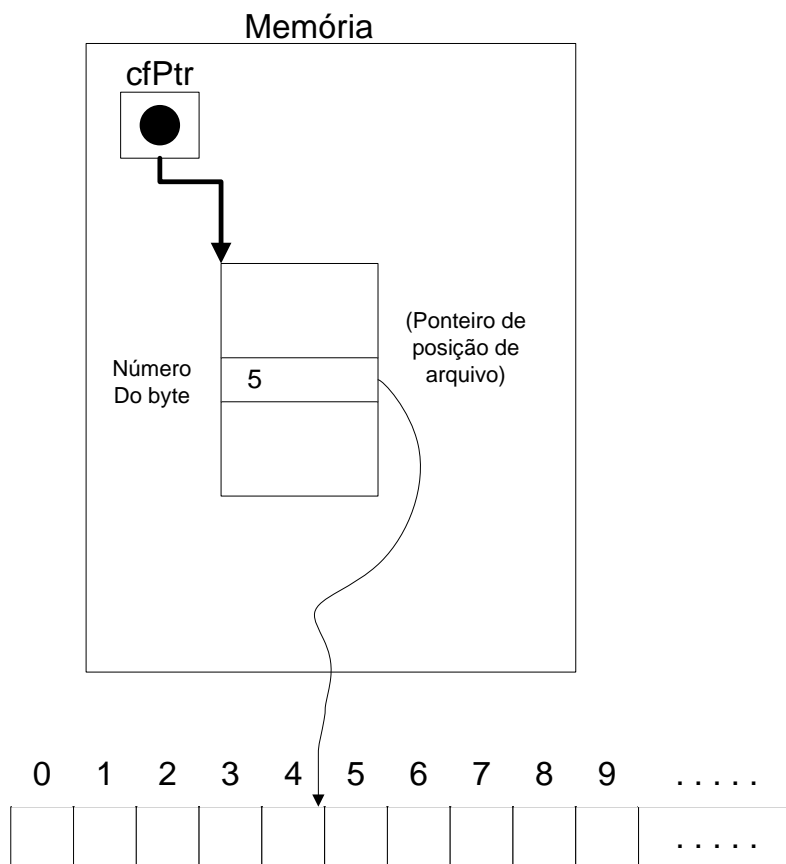 Memória
cfPtr
(Ponteiro de
posição de
arquivo)
Número
Do byte
5
0 1 2 3 4 5 6 7 8 9 . . . . .
. . . . .